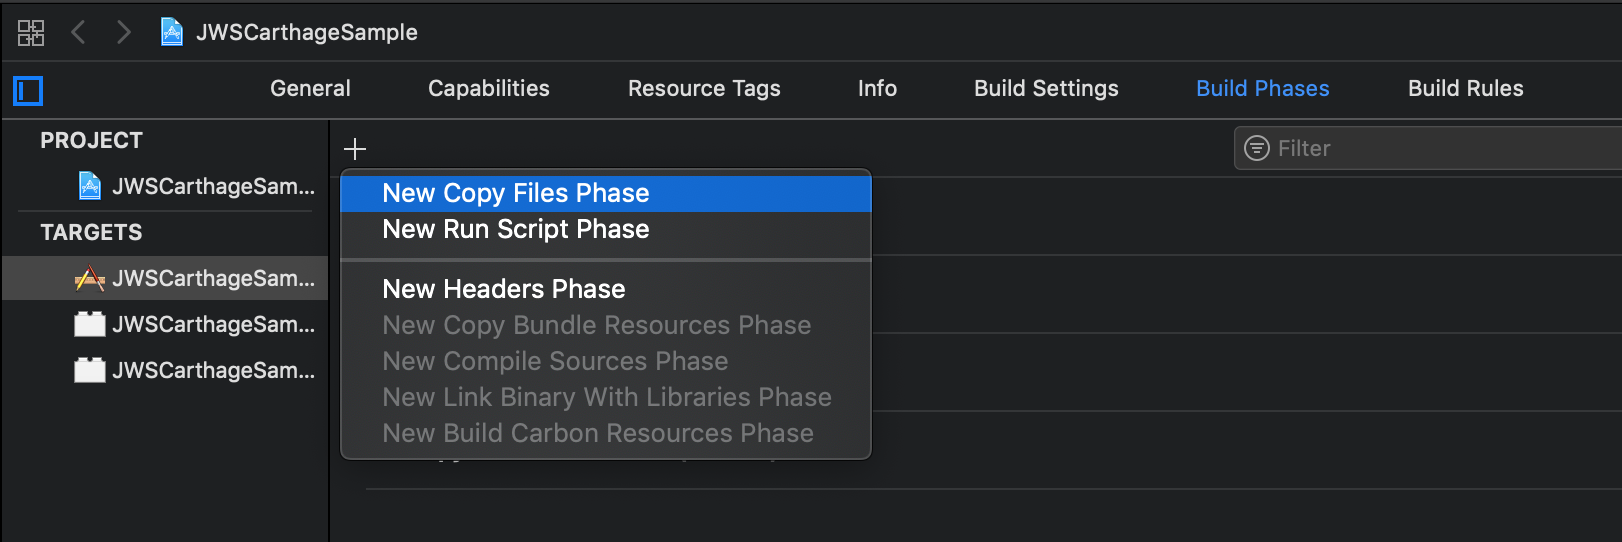 JWSCarthageSample
General Capabilities Resource Tags Info Build Settings Build Phases Build Rules
PROJECT
JWSCarthageSam...
TARGETS
JWSCarthageSam...
JWSCarthageSam...
JWSCarthageSam...
Filter
New Copy Files Phase
New Run Script Phase
New Headers Phase
New Copy Bundle Resources Phase
New Compile Sources Phase
New Link Binary With Libraries Phase
New Build Carbon Resources Phase